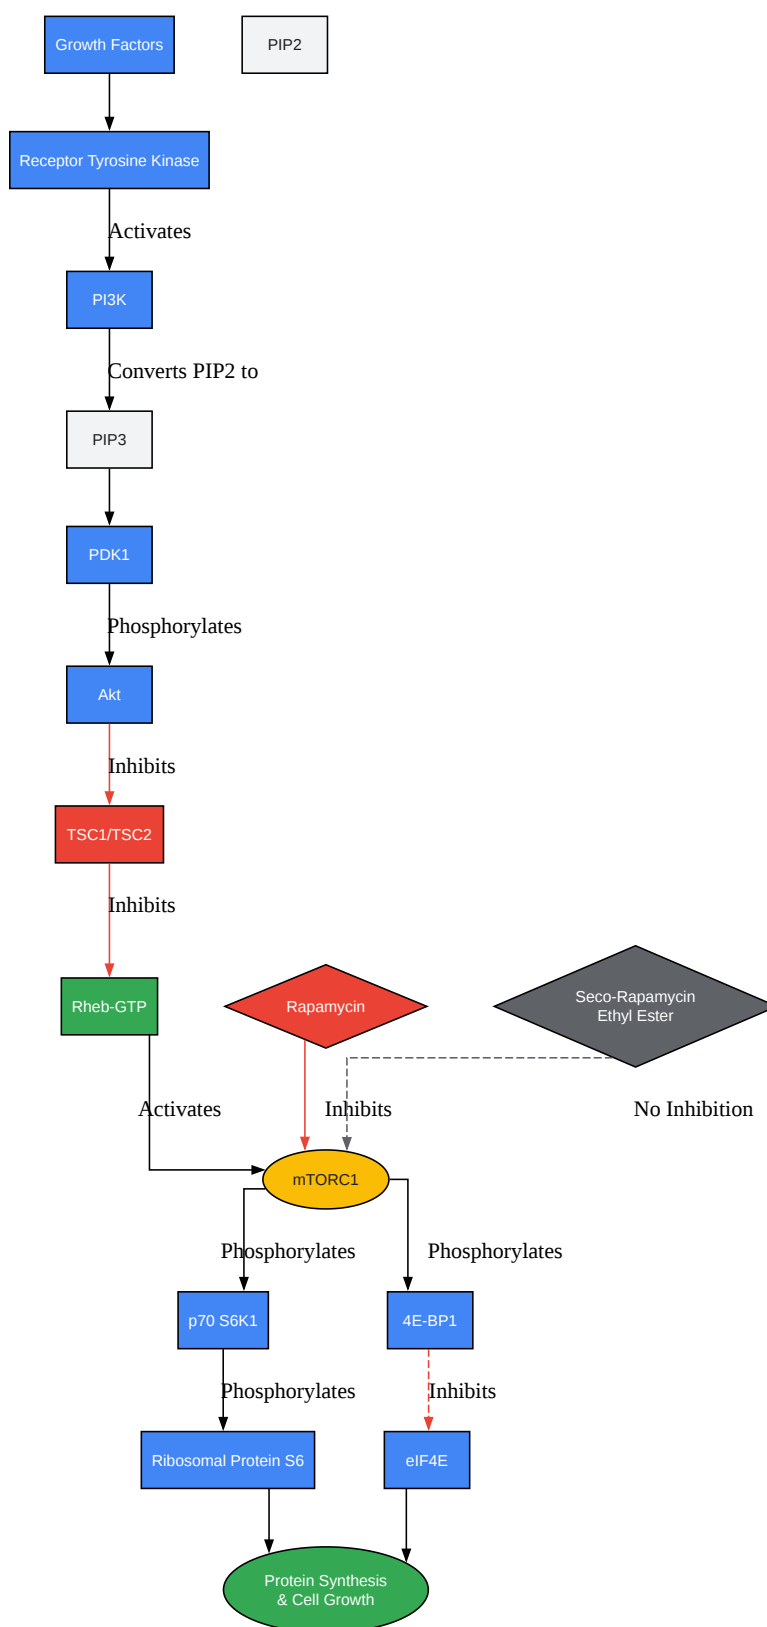 Growth Factors
PIP2
Receptor Tyrosine Kinase
Activates
PI3K
Converts PIP2 to
PIP3
PDK1
Phosphorylates
Akt
Inhibits
TSC1/TSC2
Inhibits
Rheb-GTP
Rapamycin
Seco-Rapamycin
Ethyl Ester
Activates
Inhibits
No Inhibition
mTORC1
Phosphorylates
Phosphorylates
p70 S6K1
4E-BP1
Phosphorylates
Inhibits
Ribosomal Protein S6
eIF4E
Protein Synthesis
& Cell Growth